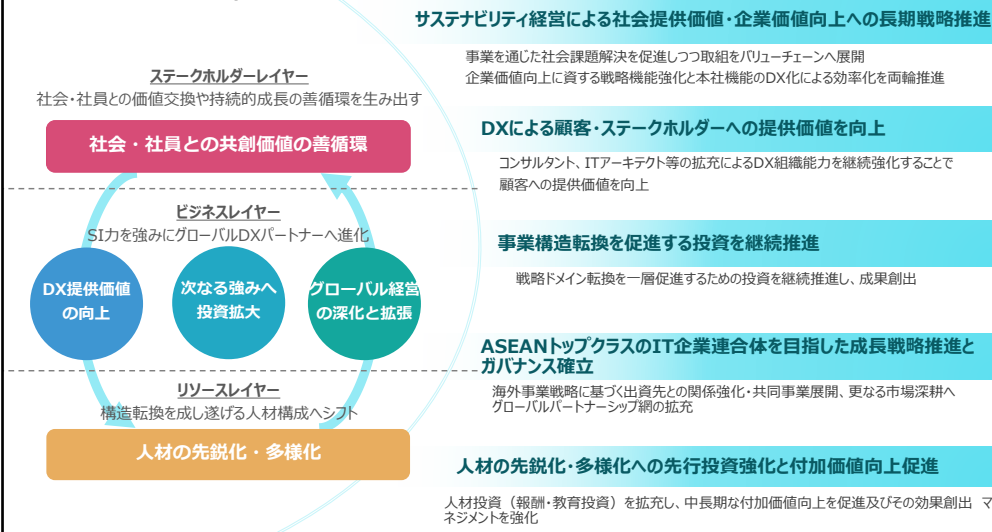 サステナビリティ経営による社会提供価値・企業価値向上への長期戦略推進
事業を通じた社会課題解決を促進しつつ取組をバリューチェーンへ展開
企業価値向上に資する戦略機能強化と本社機能のDX化による効率化を両輪推進
ステークホルダーレイヤー
社会・社員との価値交換や持続的成長の善循環を生み出す
社会・社員との共創価値の善循環
DXによる顧客・ステークホルダーへの提供価値を向上
コンサルタント、ITアーキテクト等の拡充によるDX組織能力を継続強化することで
顧客への提供価値を向上
ビジネスレイヤー
SI力を強みにグローバルDXパートナーへ進化
DX提供価値
の向上
次なる強みへ
投資拡大
グローバル経営
の深化と拡張
事業構造転換を促進する投資を継続推進
戦略ドメイン転換を一層促進するための投資を継続推進し、成果創出
ASEANトップクラスのIT企業連合体を目指した成長戦略推進と
ガバナンス確立
海外事業戦略に基づく出資先との関係強化・共同事業展開、更なる市場深耕へ
グローバルパートナーシップ網の拡充
リソースレイヤー
構造転換を成し遂げる人材構成へシフト
人材の先鋭化・多様化
人材の先鋭化・多様化への先行投資強化と付加価値向上促進
人材投資（報酬・教育投資）を拡充し、中長期な付加価値向上を促進及びその効果創出 マ
ネジメントを強化